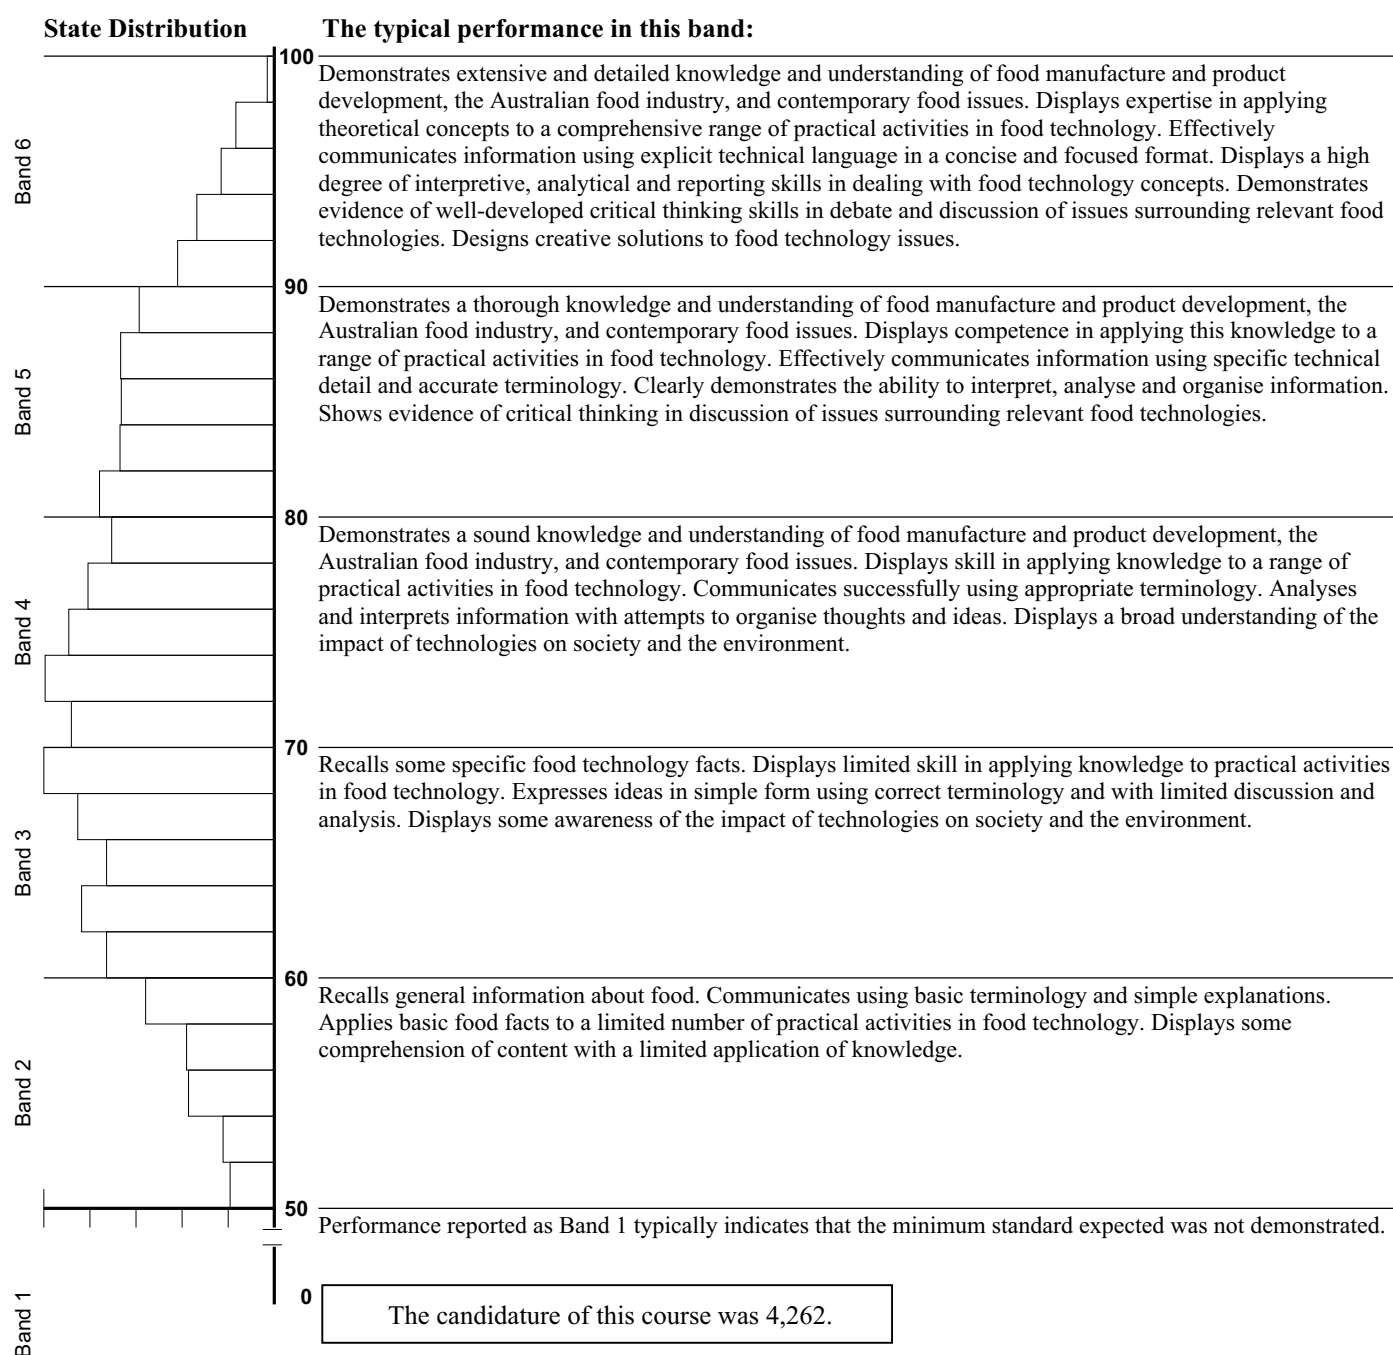 State Distribution
The typical performance in this band:
100
Demonstrates extensive and detailed knowledge and understanding of food manufacture and product
development, the Australian food industry, and contemporary food issues. Displays expertise in applying
theoretical concepts to a comprehensive range of practical activities in food technology. Effectively
communicates information using explicit technical language in a concise and focused format. Displays a high
degree of interpretive, analytical and reporting skills in dealing with food technology concepts. Demonstrates
evidence of well-developed critical thinking skills in debate and discussion of issues surrounding relevant food
technologies. Designs creative solutions to food technology issues.
Band 6
90
Demonstrates a thorough knowledge and understanding of food manufacture and product development, the
Australian food industry, and contemporary food issues. Displays competence in applying this knowledge to a
range of practical activities in food technology. Effectively communicates information using specific technical
detail and accurate terminology. Clearly demonstrates the ability to interpret, analyse and organise information.
Shows evidence of critical thinking in discussion of issues surrounding relevant food technologies.
Band 5
80
Demonstrates a sound knowledge and understanding of food manufacture and product development, the
Australian food industry, and contemporary food issues. Displays skill in applying knowledge to a range of
practical activities in food technology. Communicates successfully using appropriate terminology. Analyses
and interprets information with attempts to organise thoughts and ideas. Displays a broad understanding of the
impact of technologies on society and the environment.
Band 4
70
Recalls some specific food technology facts. Displays limited skill in applying knowledge to practical activities
in food technology. Expresses ideas in simple form using correct terminology and with limited discussion and
analysis. Displays some awareness of the impact of technologies on society and the environment.
Band 3
60
Recalls general information about food. Communicates using basic terminology and simple explanations.
Applies basic food facts to a limited number of practical activities in food technology. Displays some
comprehension of content with a limited application of knowledge.
Band 2
50
Performance reported as Band 1 typically indicates that the minimum standard expected was not demonstrated.
0
Band 1
The candidature of this course was 4,262.